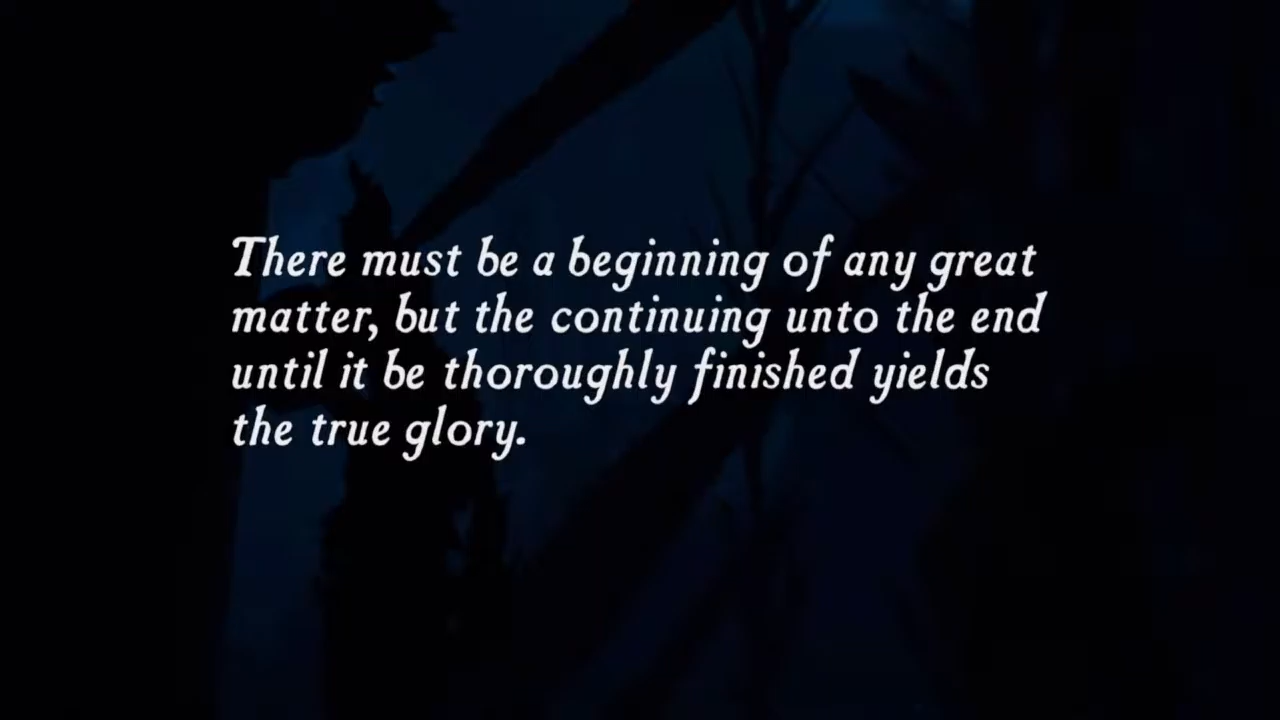 There must be a beginning of any great
matter, but the continuing unto the end
until it be thoroughly finished yields
the true glory.